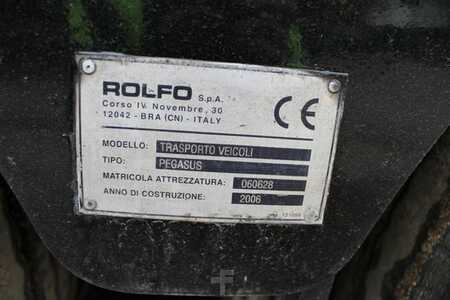 ROLFO S.p.A.
Corso IV Novembre, 30
12042 - BRA (CN) - ITALY
CE
MODELLO: TRASPORTO VEICOLI
TIPO: PEGASUS
MATRICOLA ATTREZZATURA: 060628
ANNO DI COSTRUZIONE: 2006